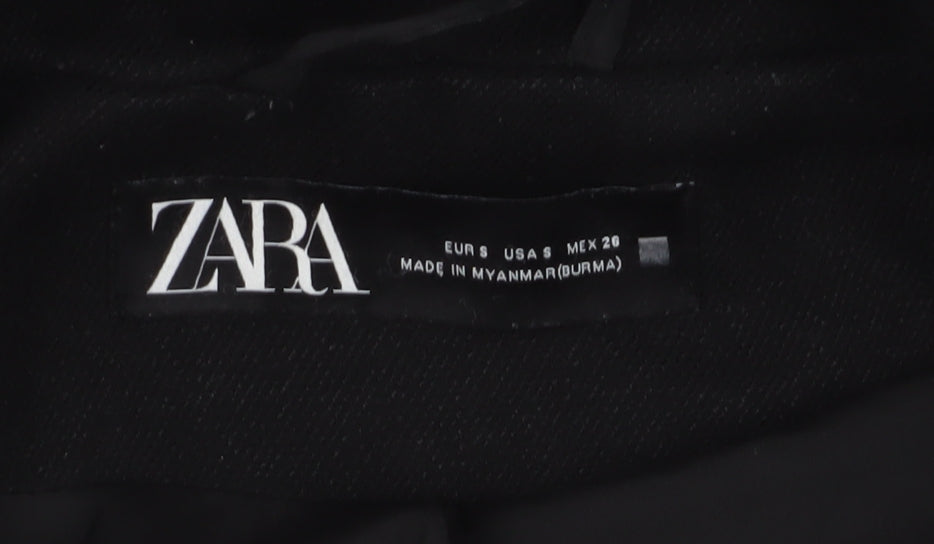 ZARA
EUR S USA S MEX 26
MADE IN MYANMAR(BURMA)